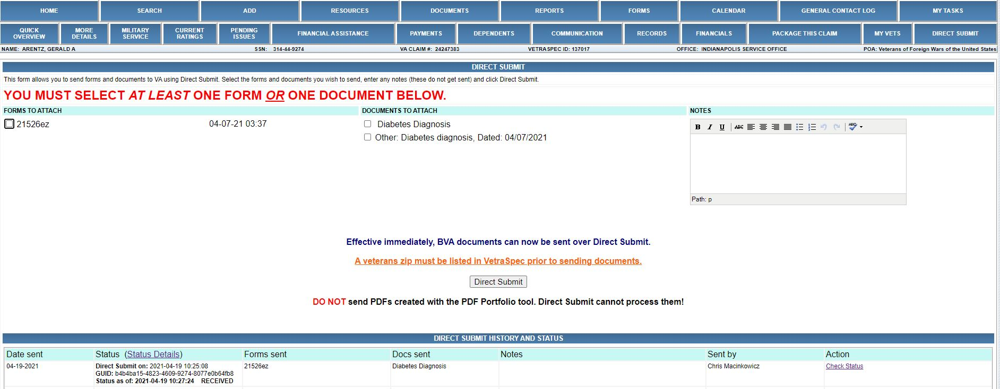 HOME SEARCH ADD RESOURCES DOCUMENTS REPORTS FORMS CALENDAR GENERAL CONTACT LOG MY TASKS
QUICK OVERVIEW MORE DETAILS MILITARY SERVICE CURRENT RATINGS PENDING ISSUES FINANCIAL ASSISTANCE PAYMENTS DEPENDENTS COMMUNICATION RECORDS FINANCIALS PACKAGE THIS CLAIM MY VETS DIRECT SUBMIT
NAME: ARENTZ, GERALD A SSN: 314-44-9274 VA CLAIM #: 24247383 VETRASPEC ID: 137017 OFFICE: INDIANAPOLIS SERVICE OFFICE POA: Veterans of Foreign Wars of the United States
DIRECT SUBMIT
This form allows you to send forms and documents to VA using Direct Submit. Select the forms and documents you wish to send, enter any notes (these do not get sent) and click Direct Submit.
YOU MUST SELECT AT LEAST ONE FORM OR ONE DOCUMENT BELOW.
FORMS TO ATTACH DOCUMENTS TO ATTACH NOTES
21526ez 04-07-21 03:37 Diabetes Diagnosis
B I U ABC ABC
Other: Diabetes diagnosis, Dated: 04/07/2021
Path: p
Effective immediately, BVA documents can now be sent over Direct Submit.
A veterans zip must be listed in VetraSpec prior to sending documents.
Direct Submit
DO NOT send PDFs created with the PDF Portfolio tool. Direct Submit cannot process them!
DIRECT SUBMIT HISTORY AND STATUS
Date sent Status (Status Details) Forms sent Docs sent Notes Sent by Action
04-19-2021 Direct Submit on: 2021-04-19 10:25:08 21526ez Diabetes Diagnosis Chris Macinkowicz Check Status
GUID: b4b4ba15-4823-4609-9274-8077e0b64fb8
Status as of: 2021-04-19 10:27:24 RECEIVED